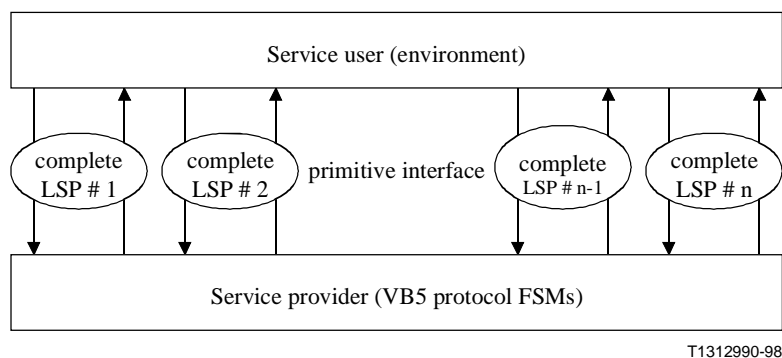 Service user (environment)
complete
LSP # 1
complete
LSP # 2
primitive interface
complete
LSP # n-1
complete
LSP # n
Service provider (VB5 protocol FSMs)
T1312990-98